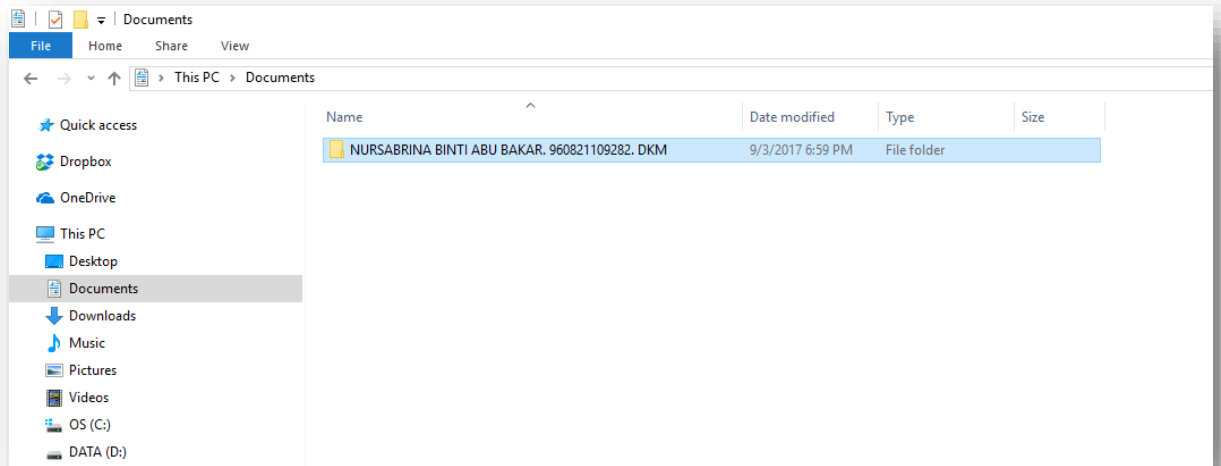 Documents
File Home Share View
This PC > Documents
Name Date modified Type Size
Quick access
NURSABRINA BINTI ABU BAKAR. 960821109282. DKM 9/3/2017 6:59 PM File folder
Dropbox
OneDrive
This PC
Desktop
Documents
Downloads
Music
Pictures
Videos
OS (C:)
DATA (D:)